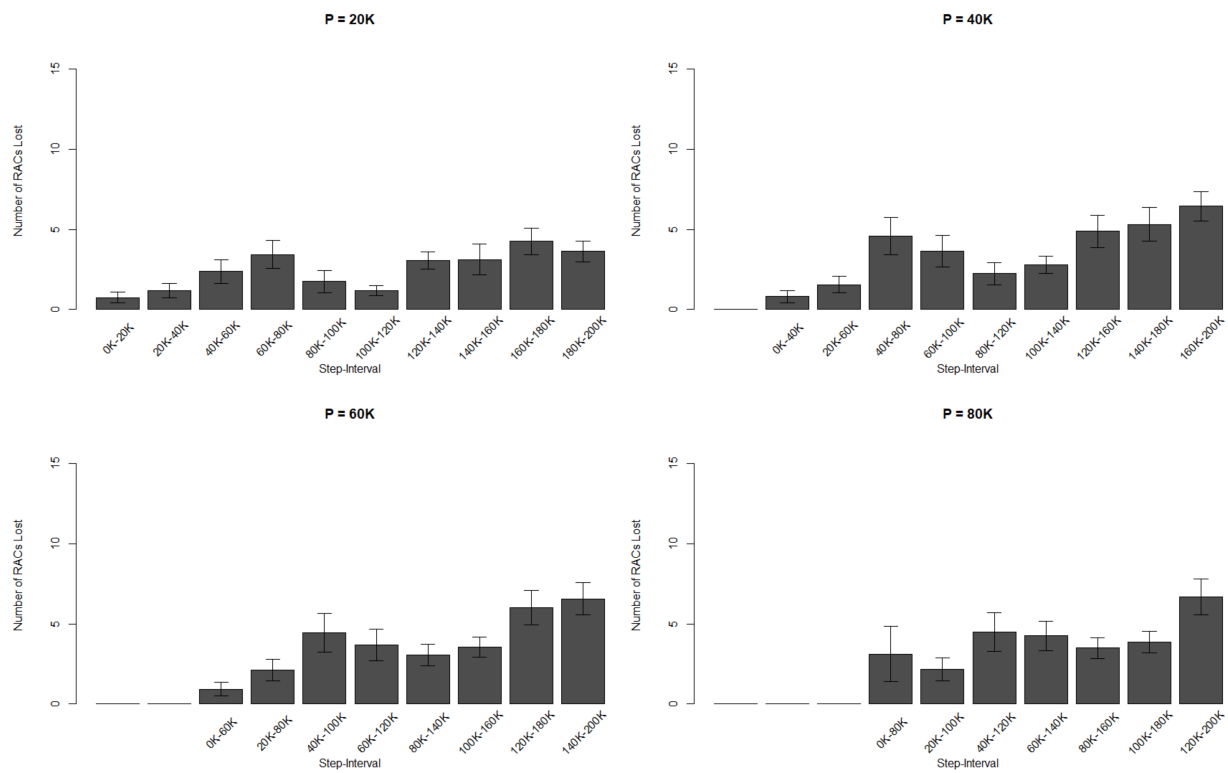 P = 20K
Number of RACs Lost
15
10
5
0
0K-20K
20K-40K
40K-60K
60K-80K
80K-100K
100K-120K
120K-140K
140K-160K
160K-180K
180K-200K
Step-Interval
P = 40K
Number of RACs Lost
15
10
5
0
0K-40K
20K-60K
40K-80K
60K-100K
80K-120K
100K-140K
120K-160K
140K-180K
160K-200K
Step-Interval
P = 60K
Number of RACs Lost
15
10
5
0
0K-60K
20K-80K
40K-100K
60K-120K
80K-140K
100K-160K
120K-180K
140K-200K
Step-Interval
P = 80K
Number of RACs Lost
15
10
5
0
0K-80K
20K-100K
40K-120K
60K-140K
80K-160K
100K-180K
120K-200K
Step-Interval